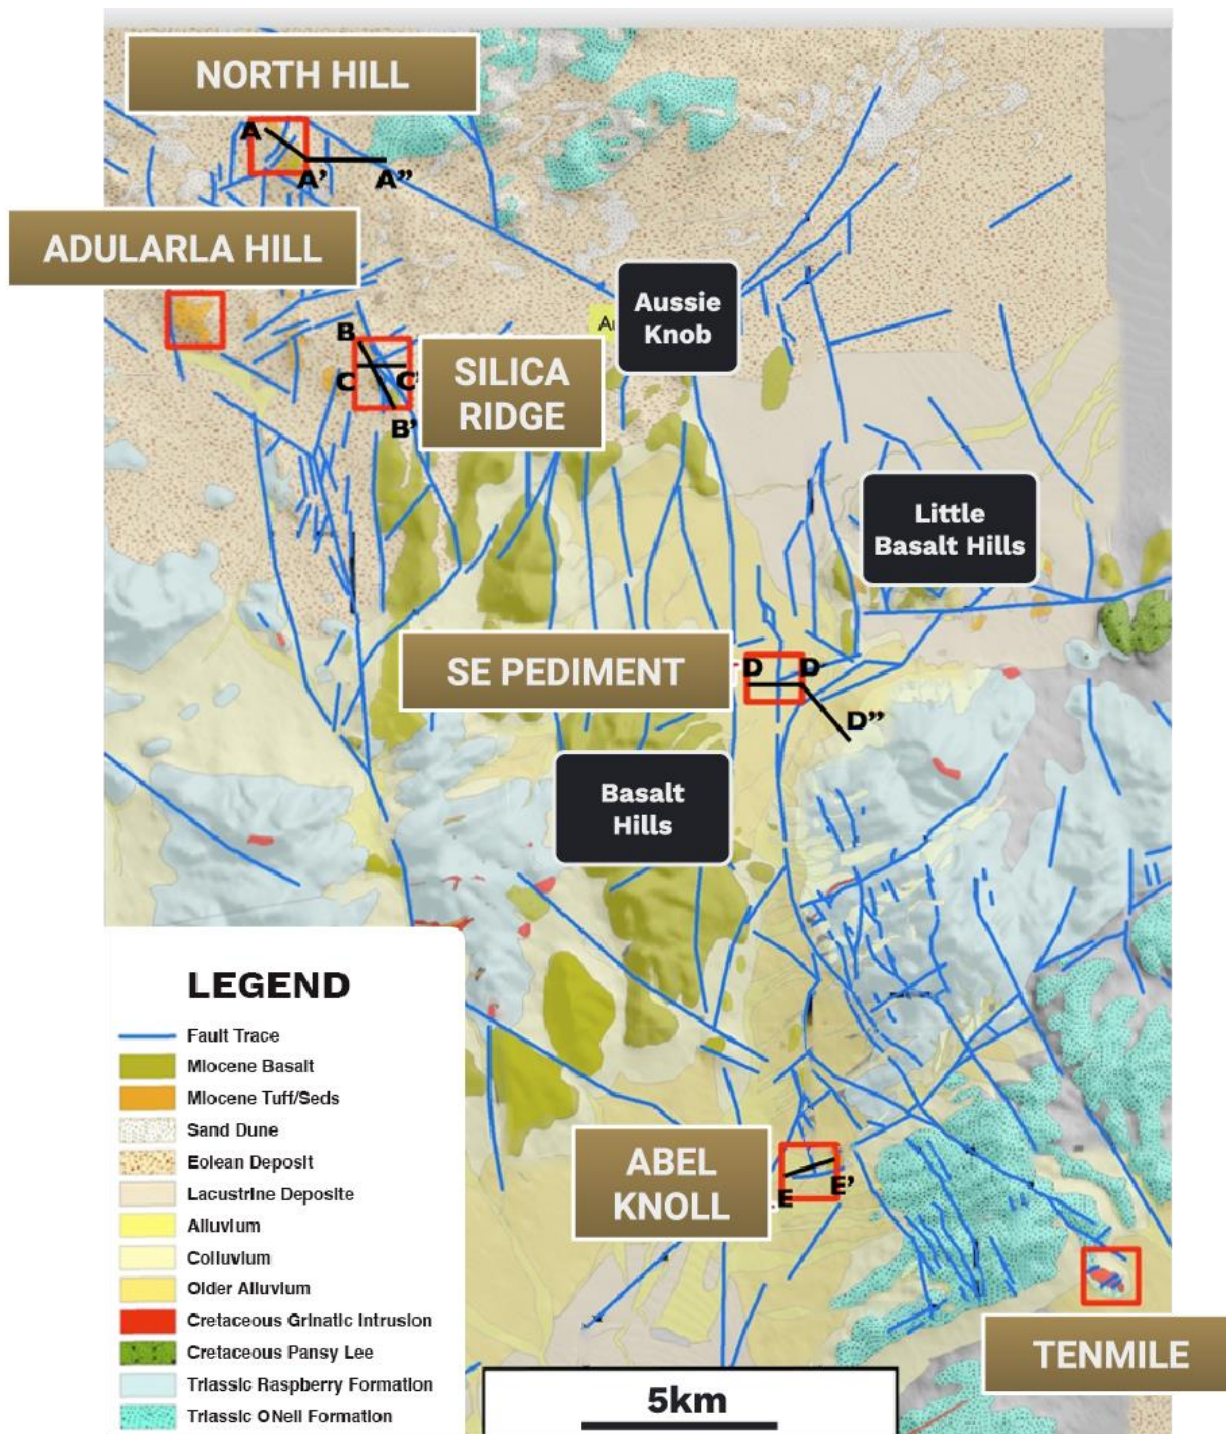 NORTH HILL
A
A'
A”
ADULARLA HILL
Aussie
Knob
B
SILICA
RIDGE
C
C'
B'
Little
Basalt Hills
SE PEDIMENT
D
D'
D”
Basalt
Hills
LEGEND
Fault Trace
Mlocene Basalt
Mlocene Tuff/Seds
Sand Dune
Eolean Deposit
Lacustrine Deposite
Alluvium
Colluvium
Older Alluvium
Cretaceous Grlnatic Intrusion
Cretaceous Pansy Lee
Trlassic Raspberry Formation
Trlassic ONell Formation
ABEL
KNOLL
E
E'
TENMILE
5km